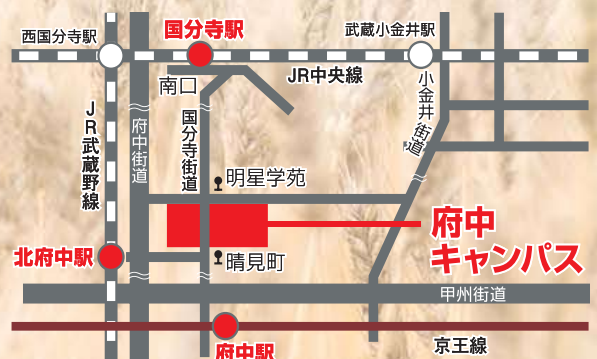 西国分寺駅
国分寺駅
武蔵小金井駅
JR中央線
南口
小金井街道
JR武蔵野線
府中街道
国分寺街道
明星学苑
府中
キャンパス
北府中駅
晴見町
甲州街道
府中駅
京王線